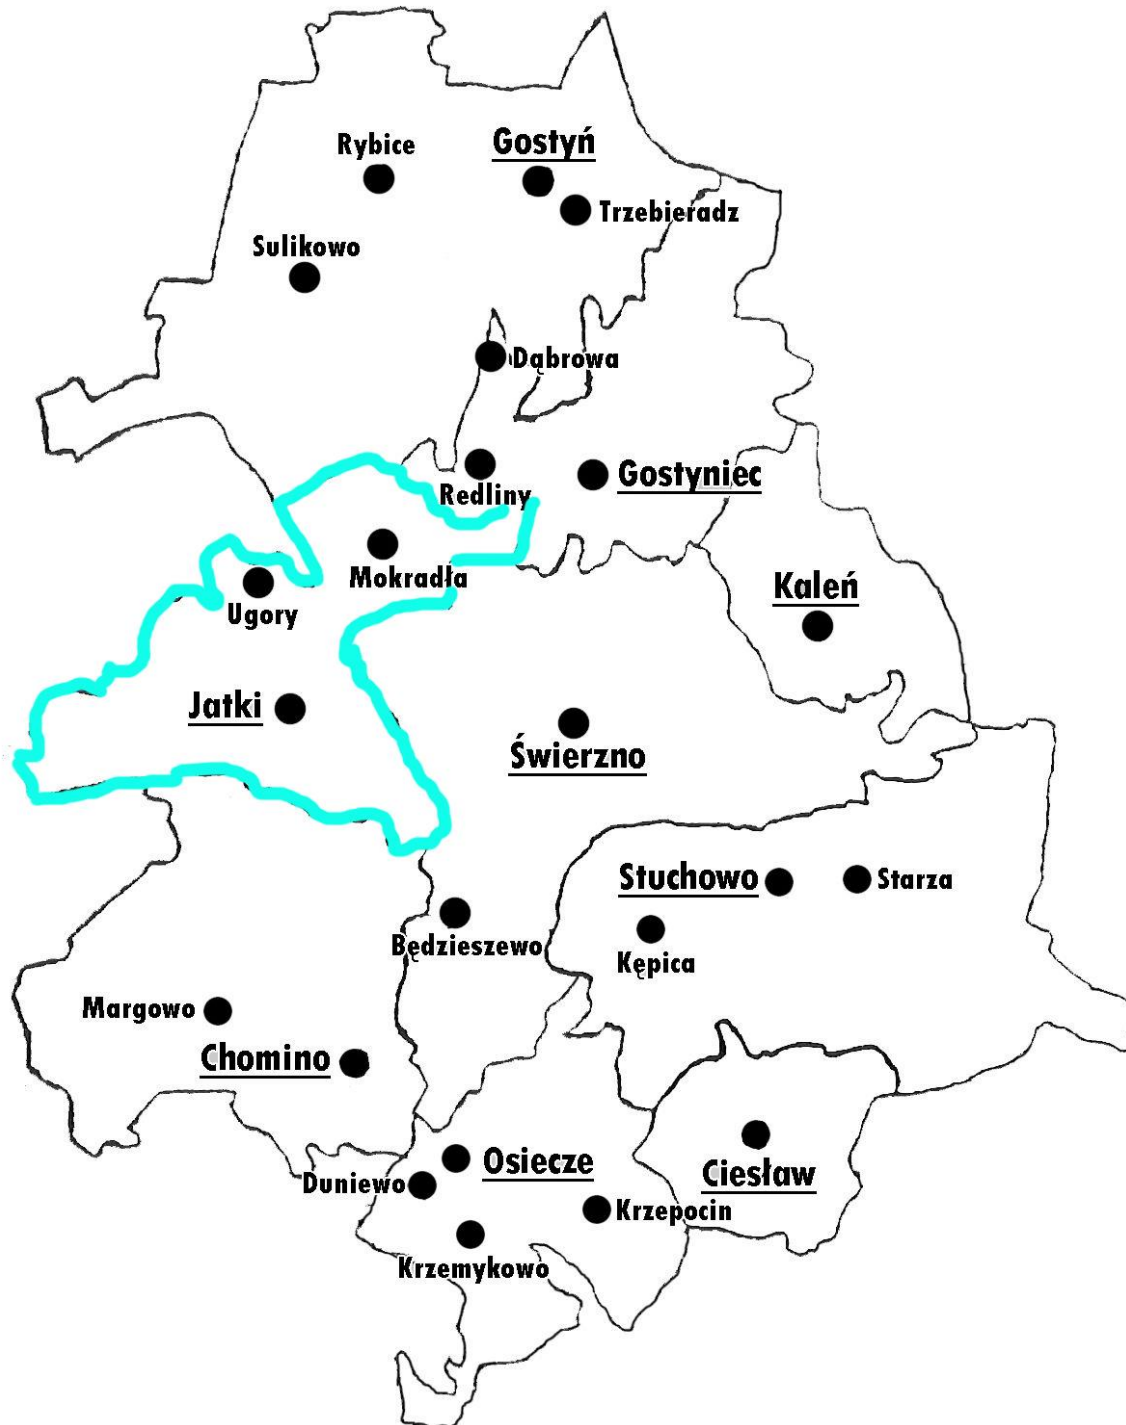 Rybice
Gostyń
Trzebieradz
Sulikowo
Dąbrowa
Redliny
Gostyniec
Mokradła
Kaleń
Ugory
Jatki
Świerzno
Stuchowo
Starza
Będzieszewo
Kępica
Margowo
Chomino
Osiecze
Ciesław
Duniewo
Krzepocin
Krzemykowo